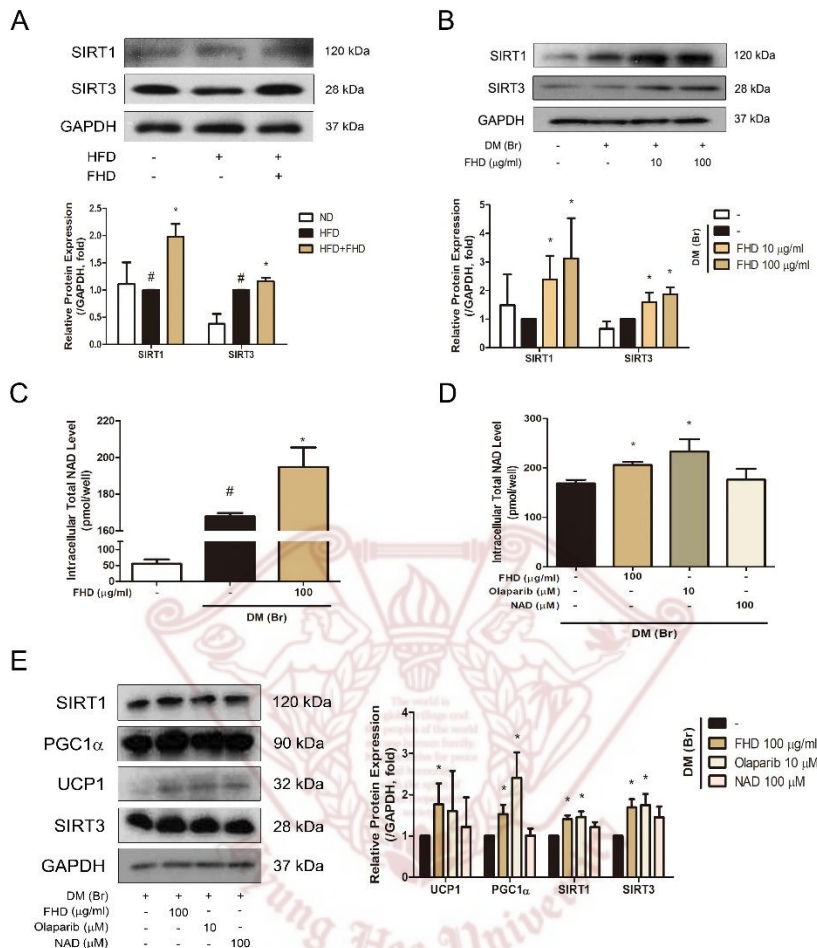 A
SIRT1 120 kDa
SIRT3 28 kDa
GAPDH 37 kDa
HFD - + +
FHD - - +
Relative Protein Expression
(/GAPDH, fold)
2.5
2.0
1.5
1.0
0.5
0.0
# * # *
SIRT1 SIRT3
ND
HFD
HFD+FHD
B
SIRT1 120 kDa
SIRT3 28 kDa
GAPDH 37 kDa
DM (Br) - + + +
FHD (μg/ml) - - 10 100
Relative Protein Expression
(/GAPDH, fold)
5
4
3
2
1
0
* * * *
SIRT1 SIRT3
-
-
FHD 10 μg/ml
FHD 100 μg/ml
DM (Br)
C
Intracellular Total NAD Level
(pmol/well)
220
200
180
160
100
50
0
# *
FHD (μg/ml) - - 100
DM (Br)
D
Intracellular Total NAD Level
(pmol/well)
300
200
100
0
* *
FHD (μg/ml) - 100 - -
Olaparib (μM) - - 10 -
NAD (μM) - - - 100
DM (Br)
E
SIRT1 120 kDa
PGC1α 90 kDa
UCP1 32 kDa
SIRT3 28 kDa
GAPDH 37 kDa
DM (Br) + + + +
FHD (μg/ml) - 100 - -
Olaparib (μM) - - 10 -
NAD (μM) - - - 100
Relative Protein Expression
(/GAPDH, fold)
4
3
2
1
0
* * * * * * *
UCP1 PGC1α SIRT1 SIRT3
DM (Br)
-
FHD 100 μg/ml
Olaparib 10 μM
NAD 100 μM
The world is